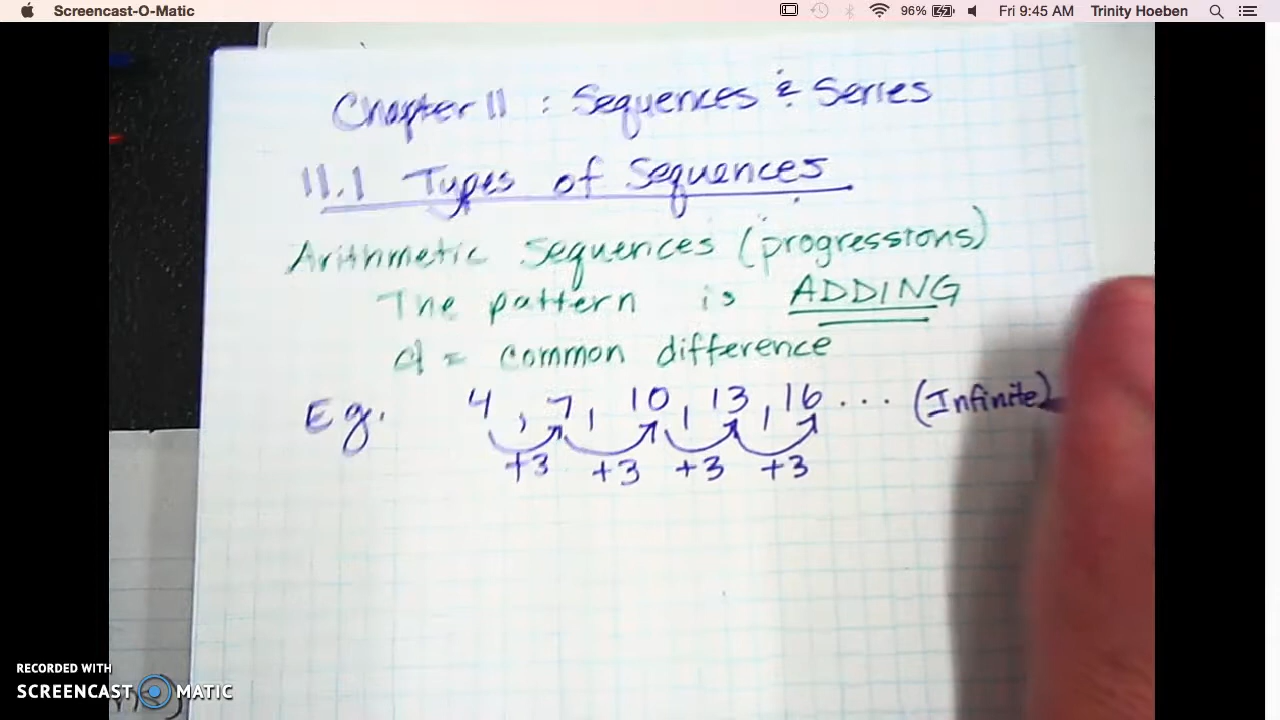 Screencast-O-Matic 96% Fri 9:45 AM Trinity Hoeben
Chapter 11 : Sequences & Series
11.1 Types of Sequences
Arithmetic Sequences (progressions)
The pattern is ADDING
d = common difference
Eg. 4, 7, 10, 13, 16 ... (Infinite)
+3 +3 +3 +3
RECORDED WITH
SCREENCAST MATIC